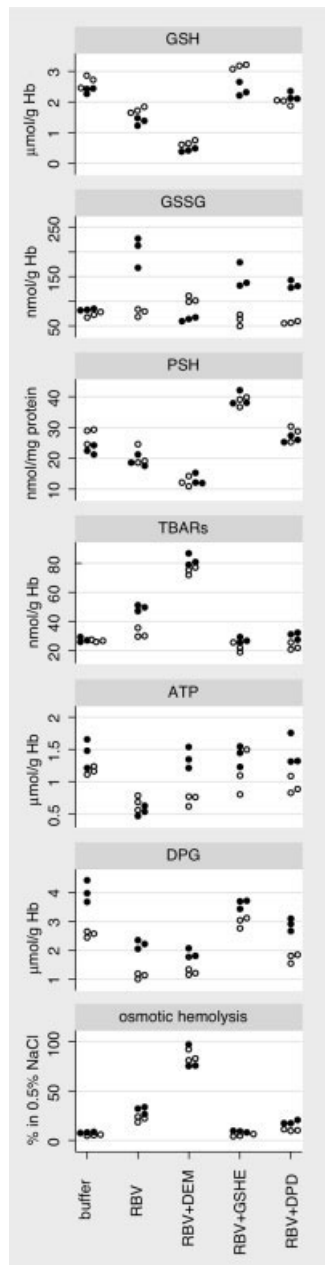 GSH
μmol/g Hb
3
2
1
0
GSSG
nmol/g Hb
250
150
50
PSH
nmol/mg protein
40
30
20
10
TBARs
nmol/g Hb
80
60
40
20
ATP
μmol/g Hb
2
1.5
1
0.5
DPG
μmol/g Hb
4
3
2
1
osmotic hemolysis
% in 0.5% NaCl
100
50
0
buffer
RBV
RBV+DEM
RBV+GSHE
RBV+DPD